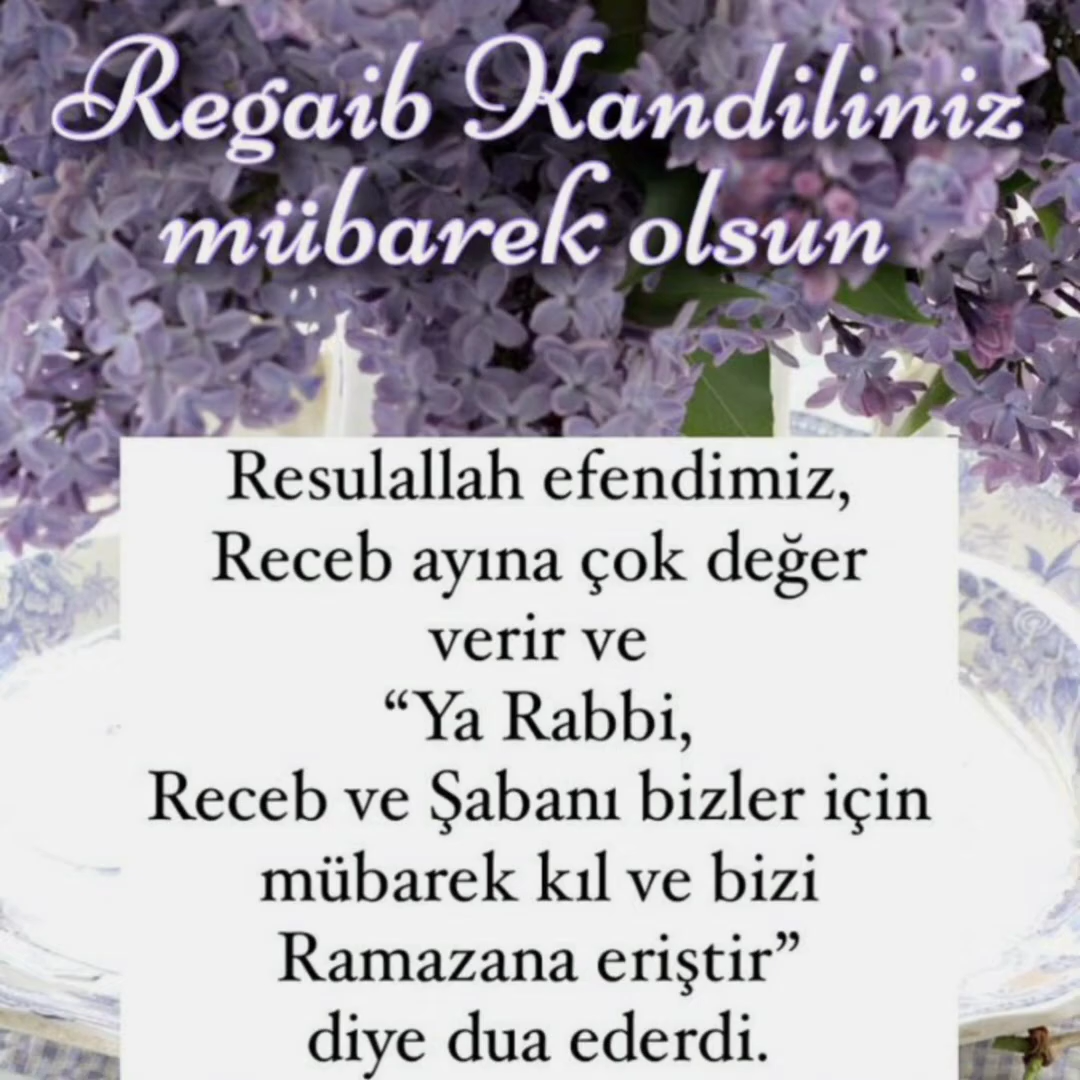 Regaib Kandiliniz
mübarek olsun
Resulallah efendimiz,
Receb ayına çok değer
verir ve
“Ya Rabbi,
Receb ve Şabanı bizler için
mübarek kıl ve bizi
Ramazana eriştir”
diye dua ederdi.